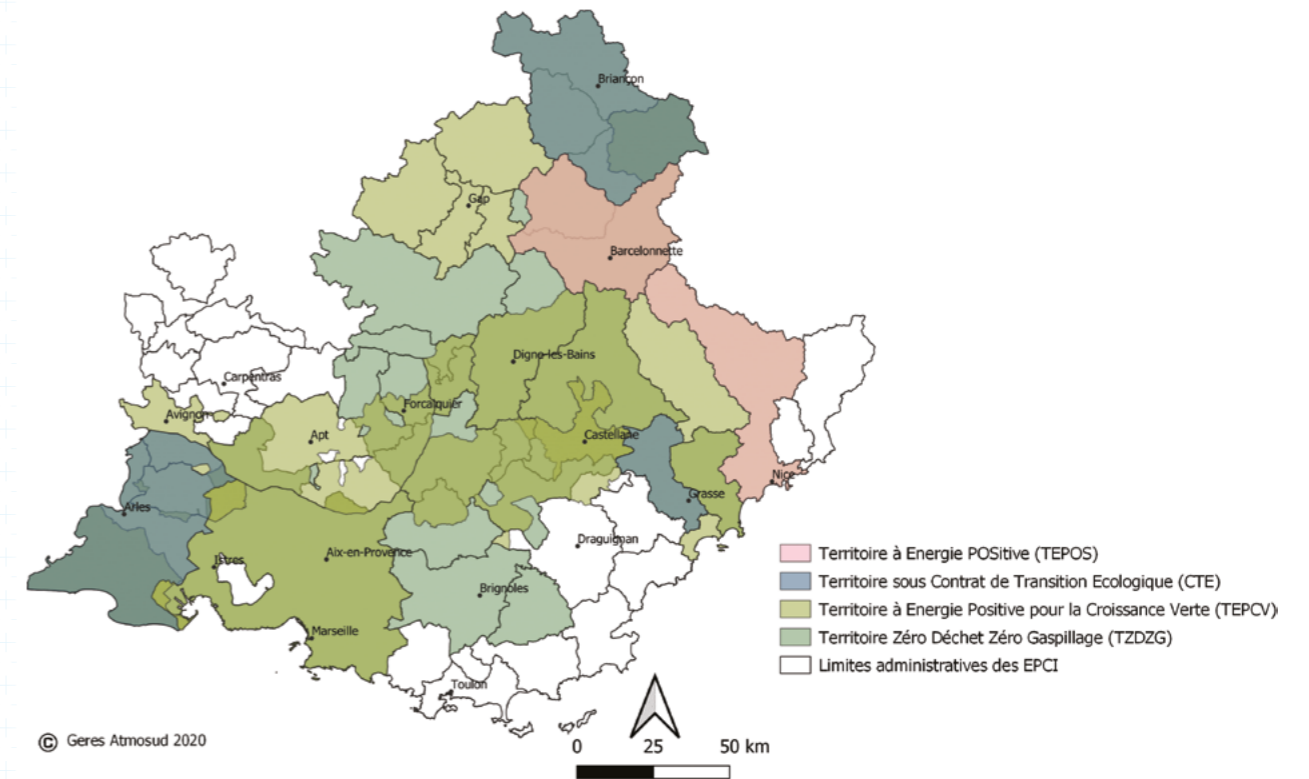 Briançon
Gap
Barcelonnette
Digne-les-Bains
Carpentras
Forcalquier
Avignon
Apt
Castellane
Nice
Grasse
Arles
Draguignan
Aix-en-Provence
Istres
Brignoles
Marseille
Toulon
Territoire à Energie POSitive (TEPOS)
Territoire sous Contrat de Transition Ecologique (CTE)
Territoire à Energie Positive pour la Croissance Verte (TEPCV)
Territoire Zéro Déchet Zéro Gaspillage (TZDZG)
Limites administratives des EPCI
© Geres Atmosud 2020
0 25 50 km